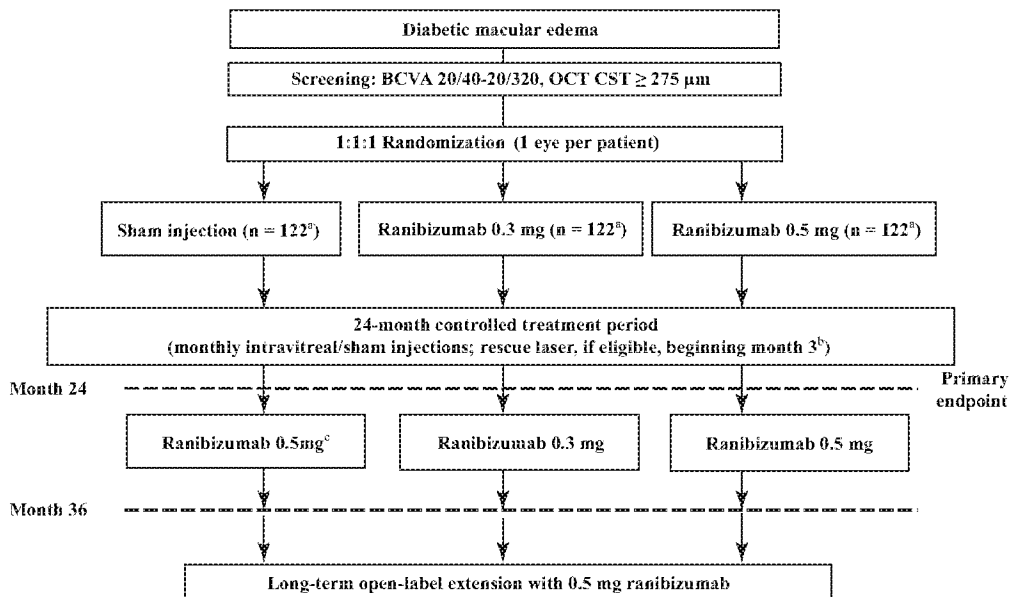 Diabetic macular edema
Screening: BCVA 20/40-20/320, OCT CST ≥ 275 μm
1:1:1 Randomization (1 eye per patient)
Sham injection (n = 122ᵃ)
Ranibizumab 0.3 mg (n = 122ᵃ)
Ranibizumab 0.5 mg (n = 122ᵃ)
24-month controlled treatment period
(monthly intravitreal/sham injections; rescue laser, if eligible, beginning month 3ᵇ)
Month 24
Primary
endpoint
Ranibizumab 0.5mgᶜ
Ranibizumab 0.3 mg
Ranibizumab 0.5 mg
Month 36
Long-term open-label extension with 0.5 mg ranibizumab